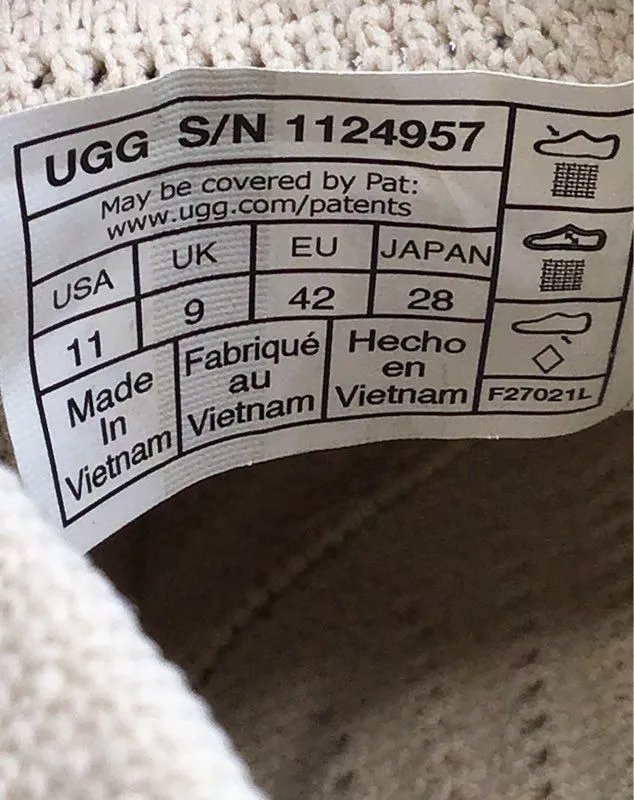 UGG S/N 1124957
May be covered by Pat:
www.ugg.com/patents
USA UK EU JAPAN
11 9 42 28
Made
In
Vietnam
Fabriqué
au
Vietnam
Hecho
en
Vietnam
F27021L